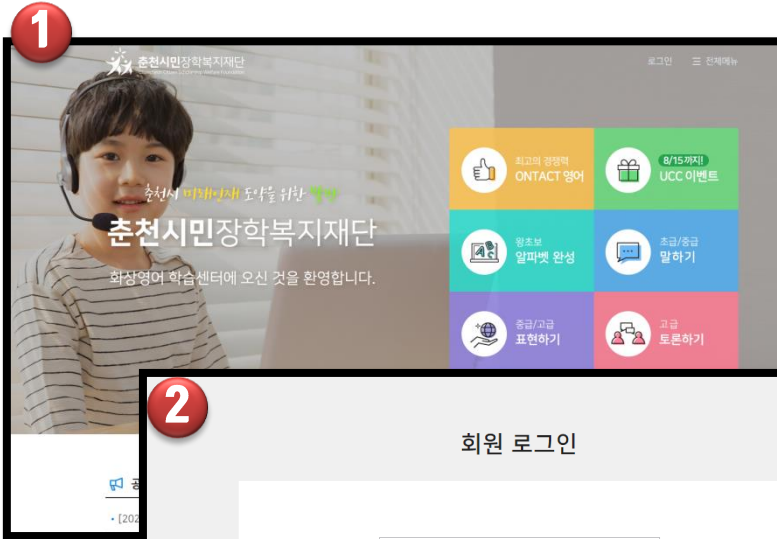 1
춘천시민장학복지재단
로그인 ☰ 전체메뉴
춘천시 미래인재 도약을 위한
춘천시민장학복지재단
화상영어 학습센터에 오신 것을 환영합니다.
최고의 경쟁력
ONTACT 영어
8/15까지!
UCC 이벤트
왕초보
알파벳 완성
초급/중급
말하기
중급/고급
표현하기
고급
토론하기
2
회원 로그인
공
• [202